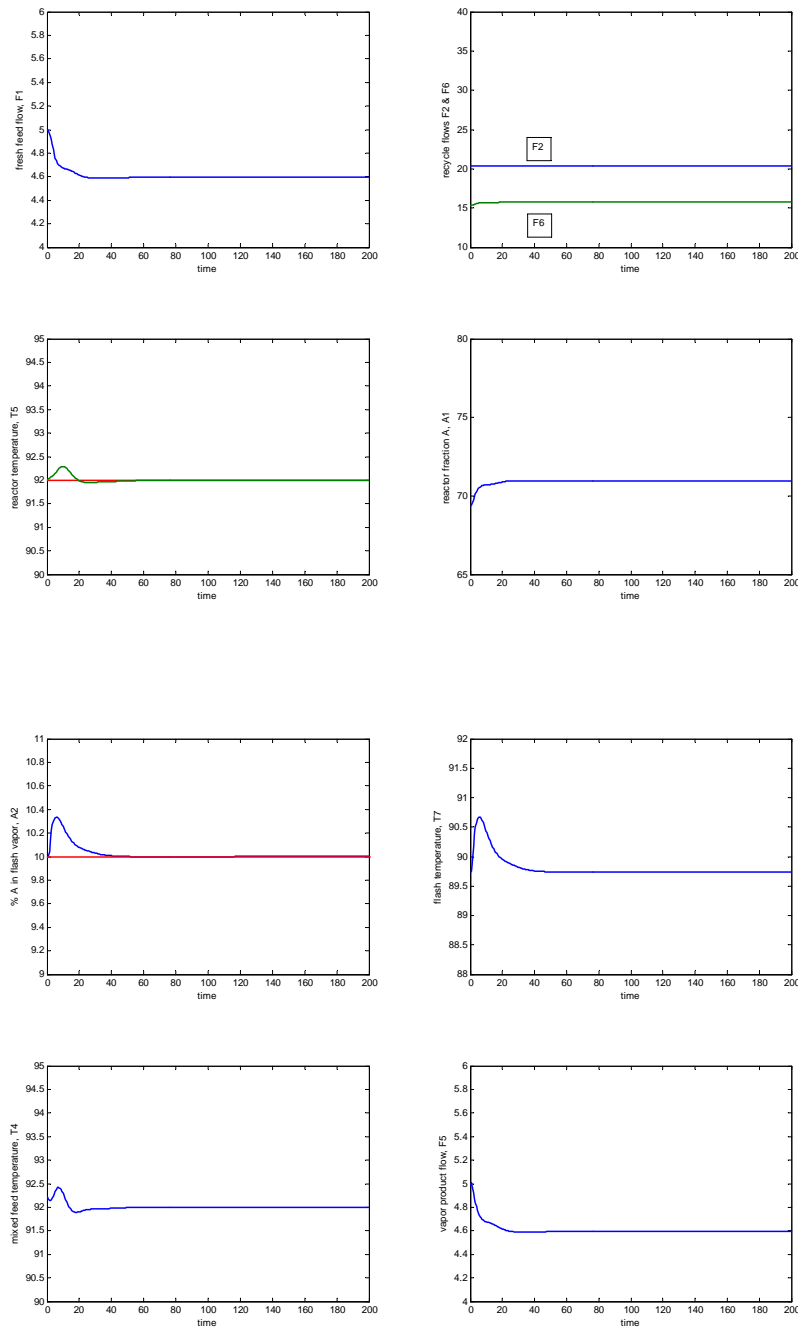 6
5.8
5.6
5.4
5.2
5
4.8
4.6
4.4
4.2
4
0 20 40 60 80 100 120 140 160 180 200
time
fresh feed flow, F1
40
35
30
25
20
15
10
0 20 40 60 80 100 120 140 160 180 200
time
recycle flows F2 & F6
F2
F6
95
94.5
94
93.5
93
92.5
92
91.5
91
90.5
90
0 20 40 60 80 100 120 140 160 180 200
time
reactor temperature, T5
80
75
70
65
0 20 40 60 80 100 120 140 160 180 200
time
reactor fraction A, A1
11
10.8
10.6
10.4
10.2
10
9.8
9.6
9.4
9.2
9
0 20 40 60 80 100 120 140 160 180 200
time
% A in flash vapor, A2
92
91.5
91
90.5
90
89.5
89
88.5
88
0 20 40 60 80 100 120 140 160 180 200
time
flash temperature, T7
95
94.5
94
93.5
93
92.5
92
91.5
91
90.5
90
0 20 40 60 80 100 120 140 160 180 200
time
mixed feed temperature, T4
6
5.8
5.6
5.4
5.2
5
4.8
4.6
4.4
4.2
4
0 20 40 60 80 100 120 140 160 180 200
time
vapor product flow, F5